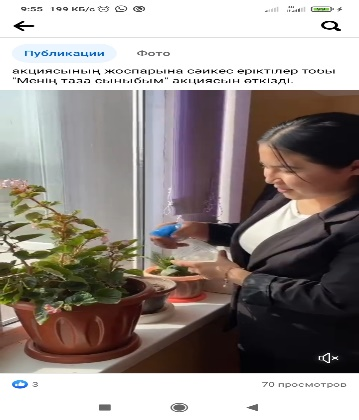 9:55 199 КБ/с
Публикации Фото
акциясының жоспарына сәйкес еріктілер тобы
"Менің таза сыныбым" акциясын өткізді.
3 70 просмотров